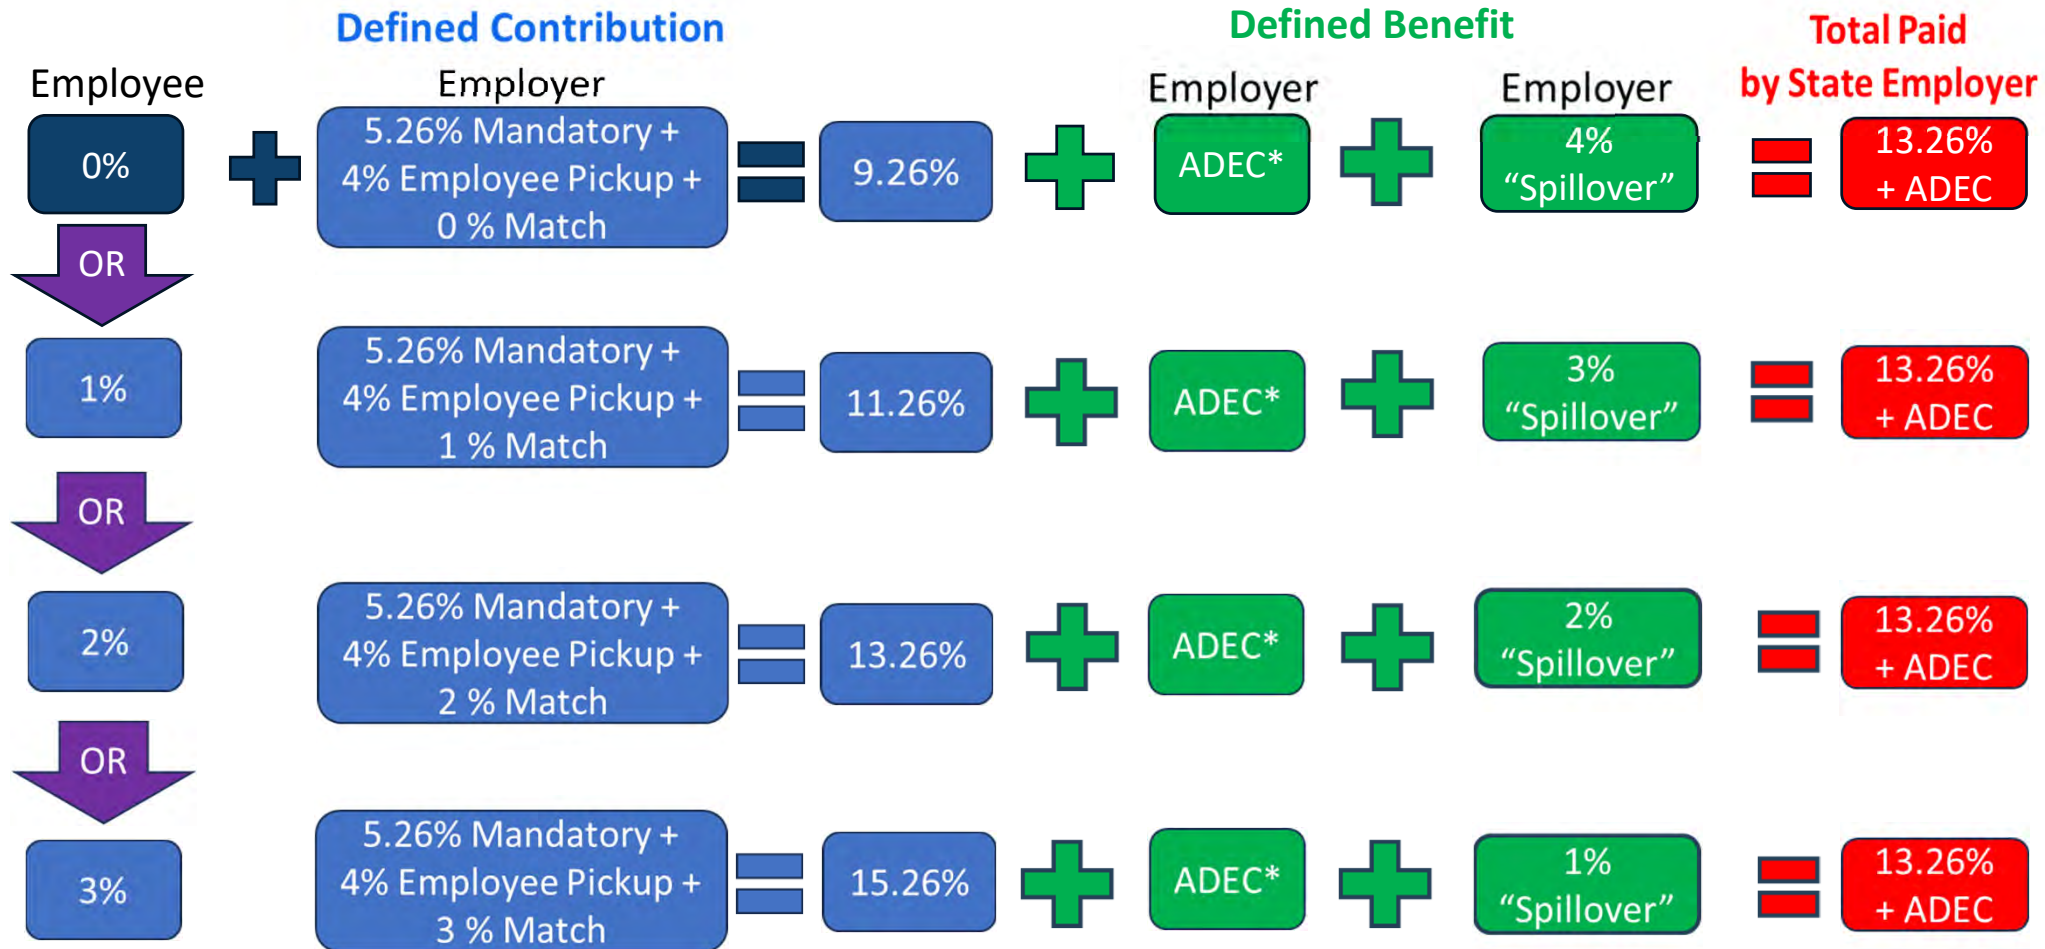 Defined Contribution
Defined Benefit
Total Paid
by State Employer
Employee
Employer
Employer
Employer
0%
5.26% Mandatory +
4% Employee Pickup +
0 % Match
9.26%
ADEC*
4%
“Spillover”
13.26%
+ ADEC
OR
1%
5.26% Mandatory +
4% Employee Pickup +
1 % Match
11.26%
ADEC*
3%
“Spillover”
13.26%
+ ADEC
OR
2%
5.26% Mandatory +
4% Employee Pickup +
2 % Match
13.26%
ADEC*
2%
“Spillover”
13.26%
+ ADEC
OR
3%
5.26% Mandatory +
4% Employee Pickup +
3 % Match
15.26%
ADEC*
1%
“Spillover”
13.26%
+ ADEC